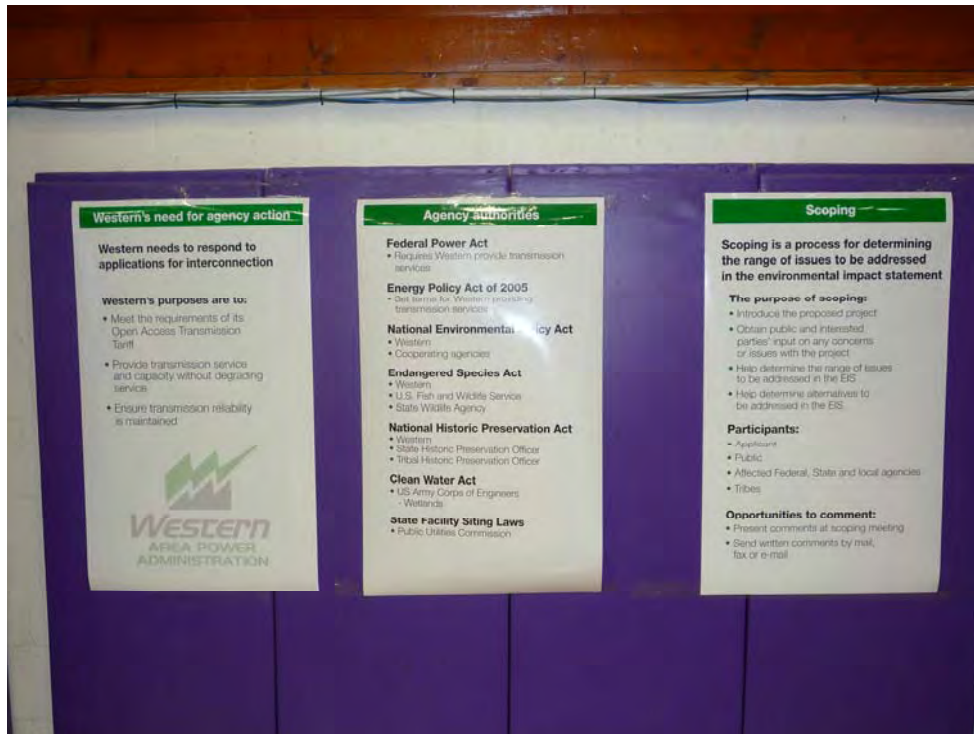 Western's need for agency action
Western needs to respond to
applications for interconnection
Western's purposes are to:
• Meet the requirements of its
Open Access Transmission
Tariff
• Provide transmission service
and capacity without degrading
service
• Ensure transmission reliability
is maintained
Western
AREA POWER
ADMINISTRATION
Agency authorities
Federal Power Act
• Requires Western provide transmission
services
Energy Policy Act of 2005
- Set terms for Western providing
transmission services
National Environmental Policy Act
• Western
• Cooperating agencies
Endangered Species Act
• Western
• U.S. Fish and Wildlife Service
• State Wildlife Agency
National Historic Preservation Act
• Western
• State Historic Preservation Officer
• Tribal Historic Preservation Officer
Clean Water Act
• US Army Corps of Engineers
- Wetlands
State Facility Siting Laws
• Public Utilities Commission
Scoping
Scoping is a process for determining
the range of issues to be addressed
in the environmental impact statement
The purpose of scoping:
• Introduce the proposed project
• Obtain public and interested
parties' input on any concerns
or issues with the project
• Help determine the range of issues
to be addressed in the EIS
• Help determine alternatives to
be addressed in the EIS
Participants:
- Applicant
• Public
• Affected Federal, State and local agencies
• Tribes
Opportunities to comment:
• Present comments at scoping meeting
• Send written comments by mail,
fax or e-mail